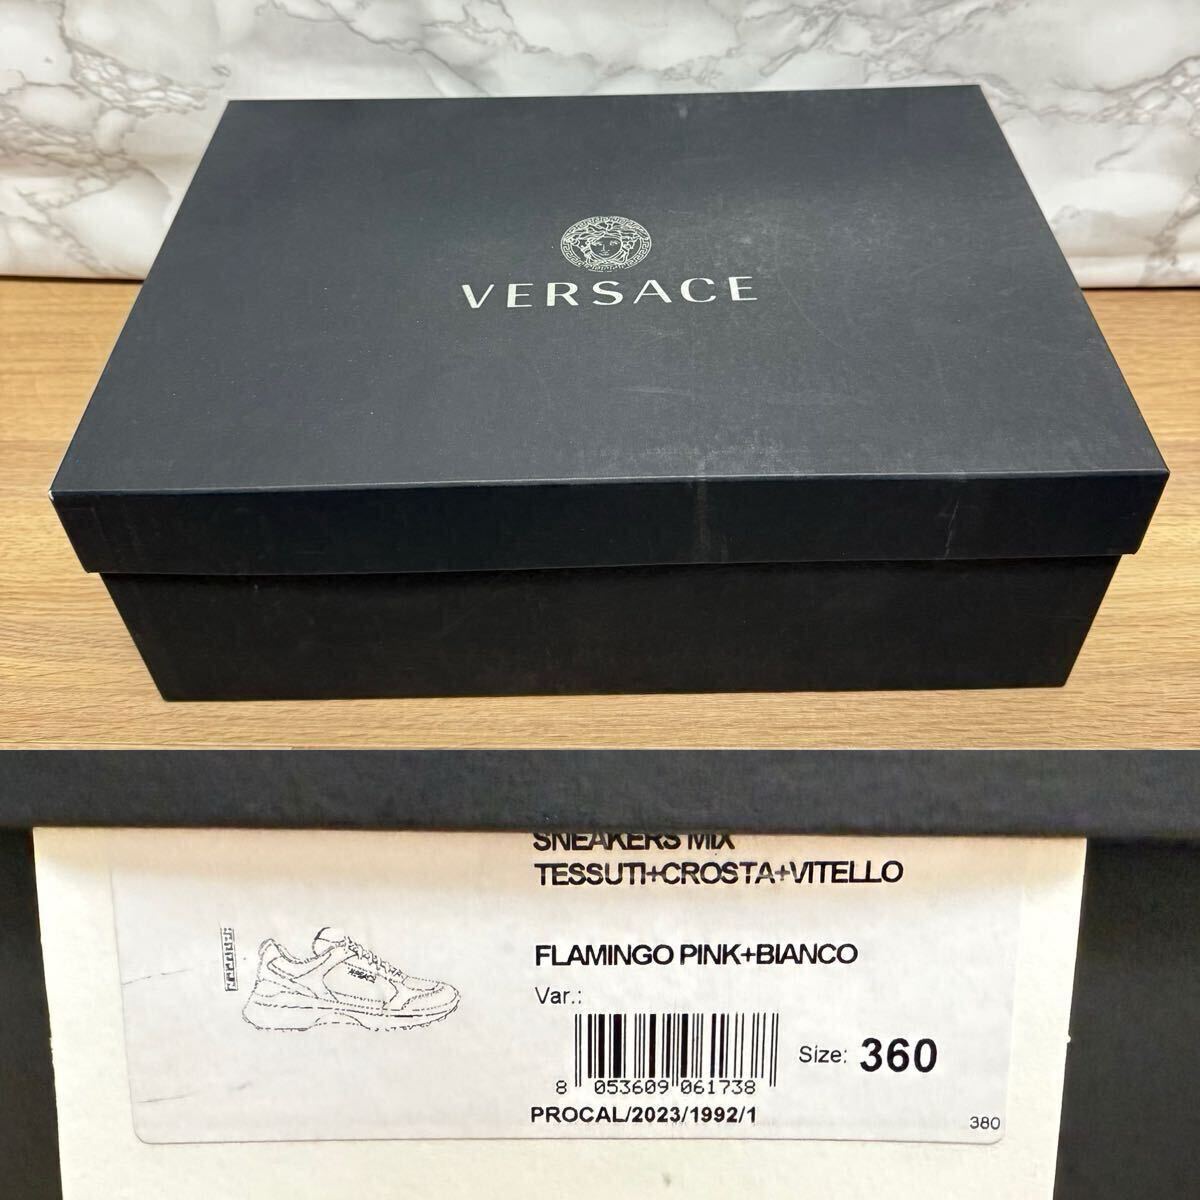 VERSACE
SNEAKERS MIX
TESSUTI+CROSTA+VITELLO
FLAMINGO PINK+BIANCO
Var.:
Size: 360
8 053609 061738
PROCAL/2023/1992/1
380